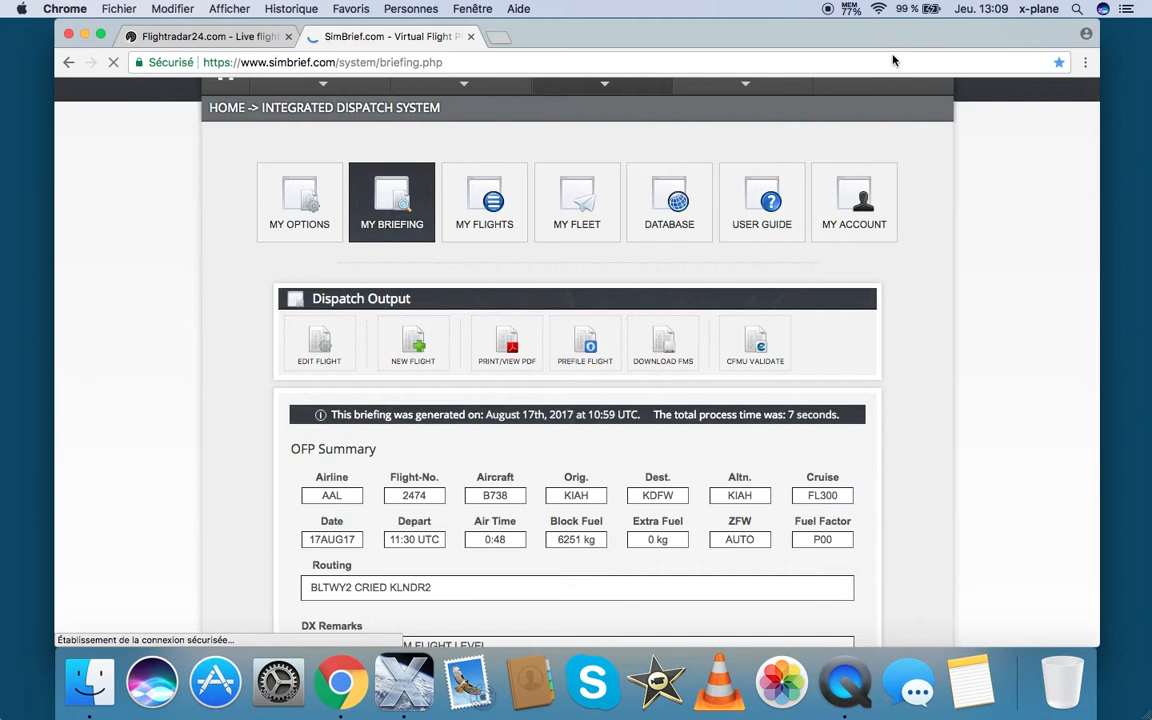 Chrome Fichier Modifier Afficher Historique Favoris Personnes Fenêtre Aide MEM 77% 99 % Jeu. 13:09 x-plane
Flightradar24.com - Live flight
SimBrief.com - Virtual Flight P
Sécurisé https://www.simbrief.com/system/briefing.php
HOME -> INTEGRATED DISPATCH SYSTEM
MY OPTIONS MY BRIEFING MY FLIGHTS MY FLEET DATABASE USER GUIDE MY ACCOUNT
Dispatch Output
EDIT FLIGHT NEW FLIGHT PRINT/VIEW PDF PREFILE FLIGHT DOWNLOAD FMS CFMU VALIDATE
This briefing was generated on: August 17th, 2017 at 10:59 UTC. The total process time was: 7 seconds.
OFP Summary
Airline Flight-No. Aircraft Orig. Dest. Altn. Cruise
AAL 2474 B738 KIAH KDFW KIAH FL300
Date Depart Air Time Block Fuel Extra Fuel ZFW Fuel Factor
17AUG17 11:30 UTC 0:48 6251 kg 0 kg AUTO P00
Routing
BLTWY2 CRIED KLNDR2
DX Remarks
M FLIGHT LEVEL
Établissement de la connexion sécurisée...